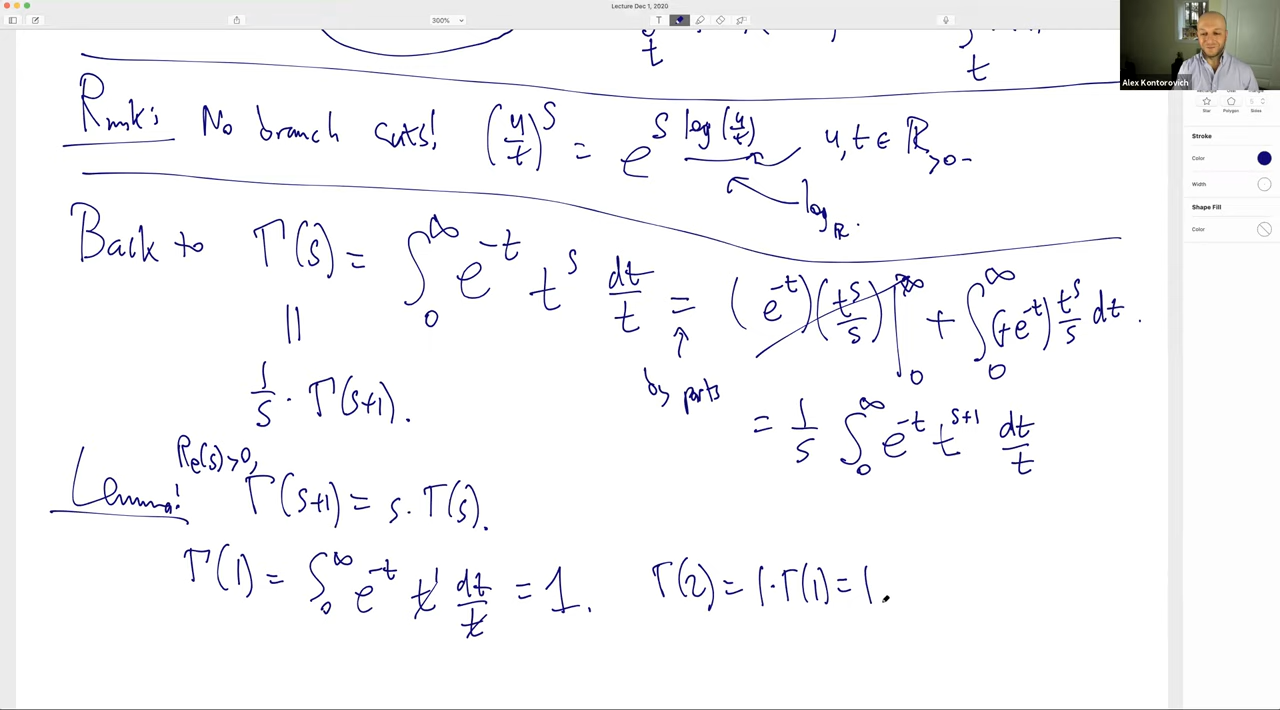 Lecture Dec 1, 2020
300%
Alex Kontorovich
Star Polygon
Stroke
Color
Width
Shape Fill
Color
t t
Rmk: No branch cuts! (u/t)^s = e^{s log(u/t)} u,t ∈ ℝ_{>0}
log_ℝ.
Back to Γ(s) = ∫_0^∞ e^{-t} t^s dt/t = (e^{-t})(t^s/s)|_0^∞ + ∫_0^∞ (+e^{-t}) t^s/s dt.
|| ↑
1/s · Γ(s+1). by parts
= 1/s ∫_0^∞ e^{-t} t^{s+1} dt/t
Re(s)>0,
Lemma: Γ(s+1) = s·Γ(s).
Γ(1) = ∫_0^∞ e^{-t} t^1 dt/t = 1. Γ(2) = 1·Γ(1) = 1.